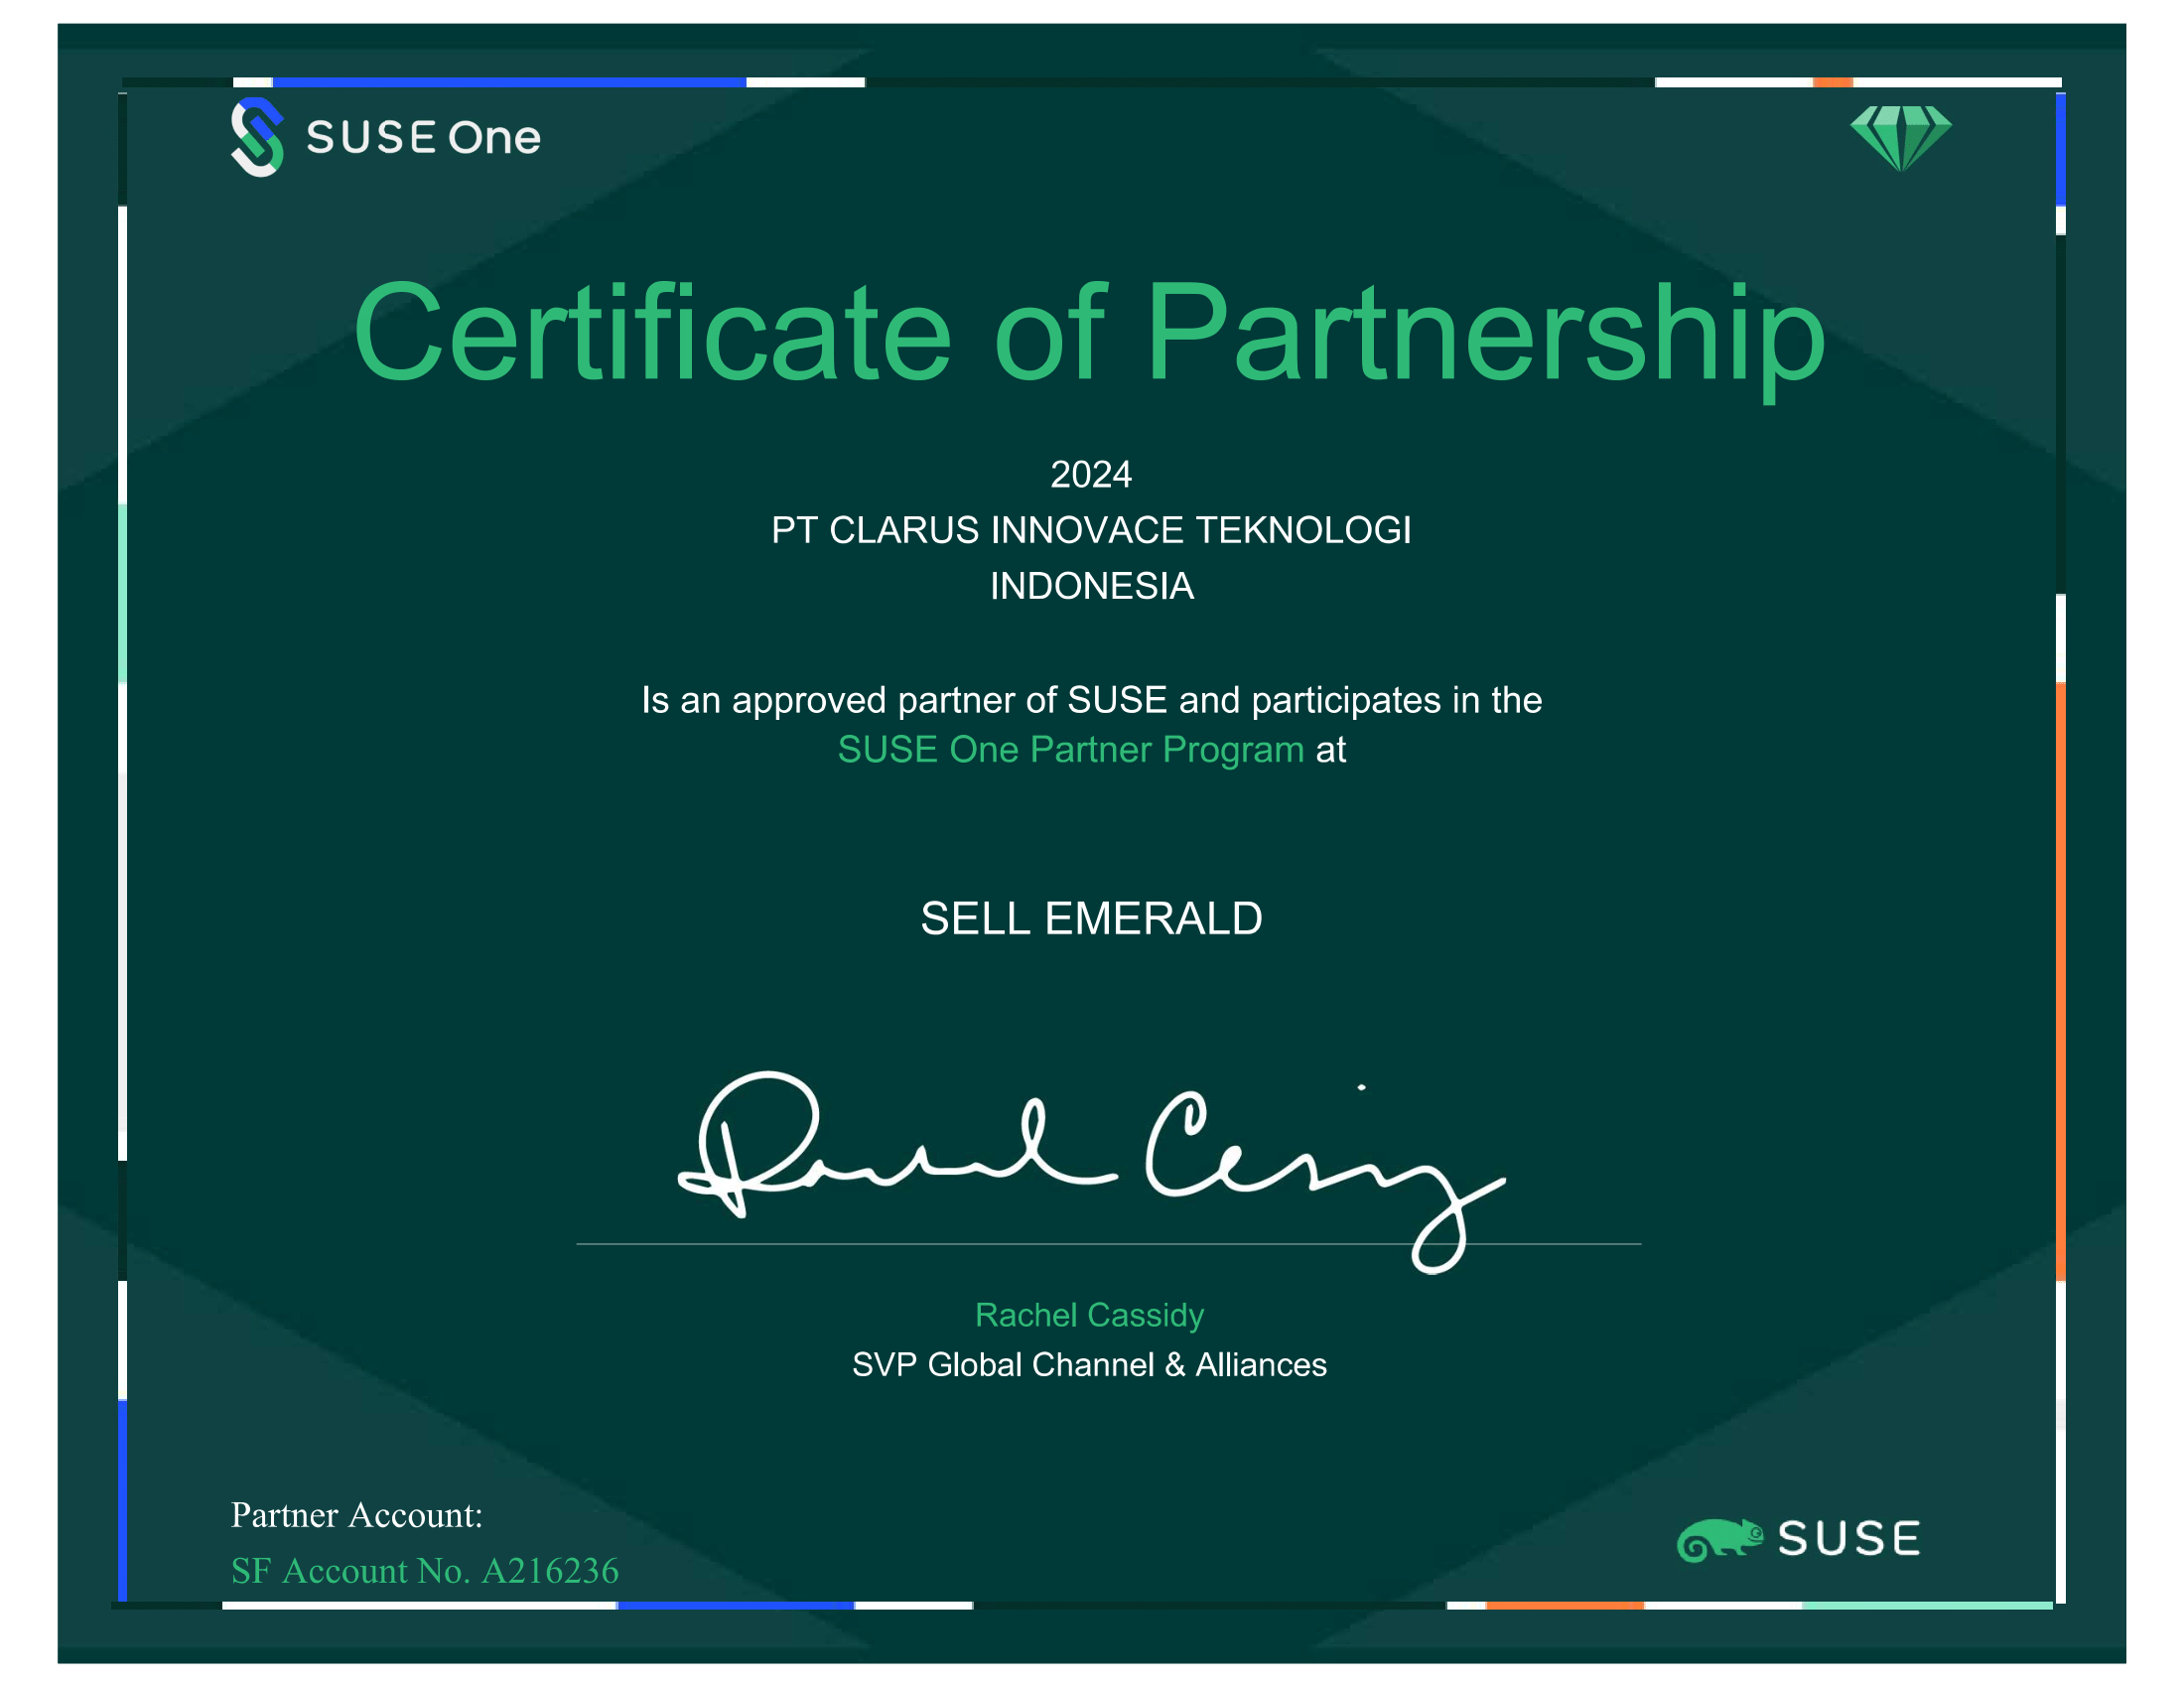 SUSE One
Certificate of Partnership
2024
PT CLARUS INNOVACE TEKNOLOGI
INDONESIA
Is an approved partner of SUSE and participates in the
SUSE One Partner Program at
SELL EMERALD
Rachel Cassidy
SVP Global Channel & Alliances
Partner Account:
SF Account No. A216236
SUSE